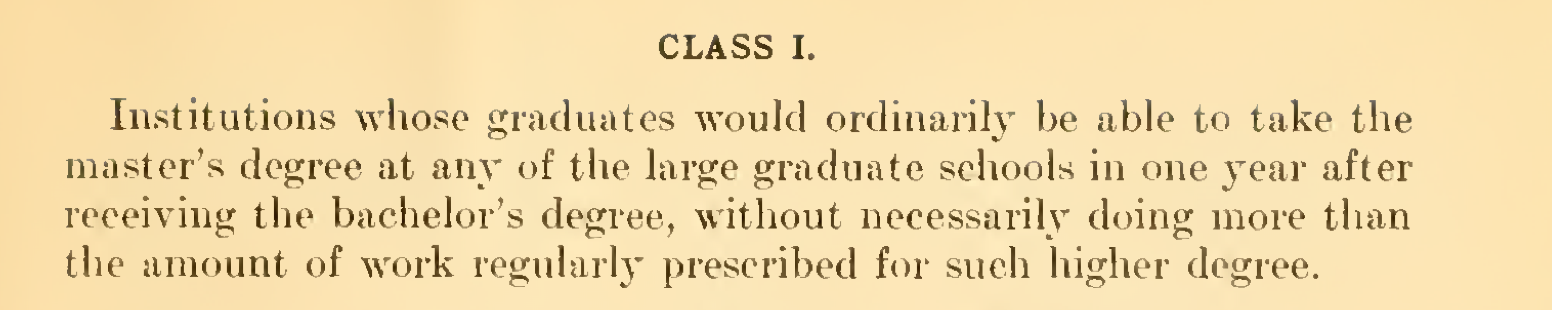 CLASS I.
Institutions whose graduates would ordinarily be able to take the
master's degree at any of the large graduate schools in one year after
receiving the bachelor's degree, without necessarily doing more than
the amount of work regularly prescribed for such higher degree.